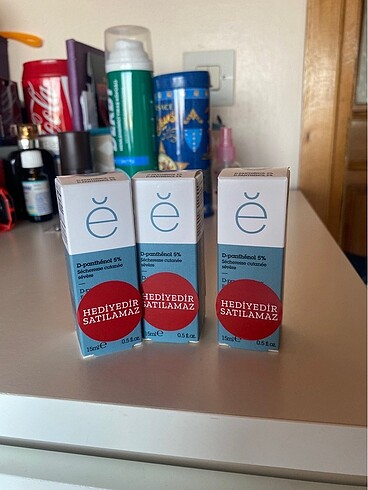 ĕ
D-panthénol 5%
Sécheresse cutanée
sévère
HEDİYEDİR
SATILAMAZ
15ml e 0.5 fl oz.
ĕ
D-panthénol 5%
Sécheresse cutanée
sévère
HEDİYEDİR
SATILAMAZ
15ml e 0.5 fl oz.
ĕ
D-panthénol 5%
Sécheresse cutanée
sévère
HEDİYEDİR
SATILAMAZ
15ml e 0.5 fl oz.
Coca-Cola